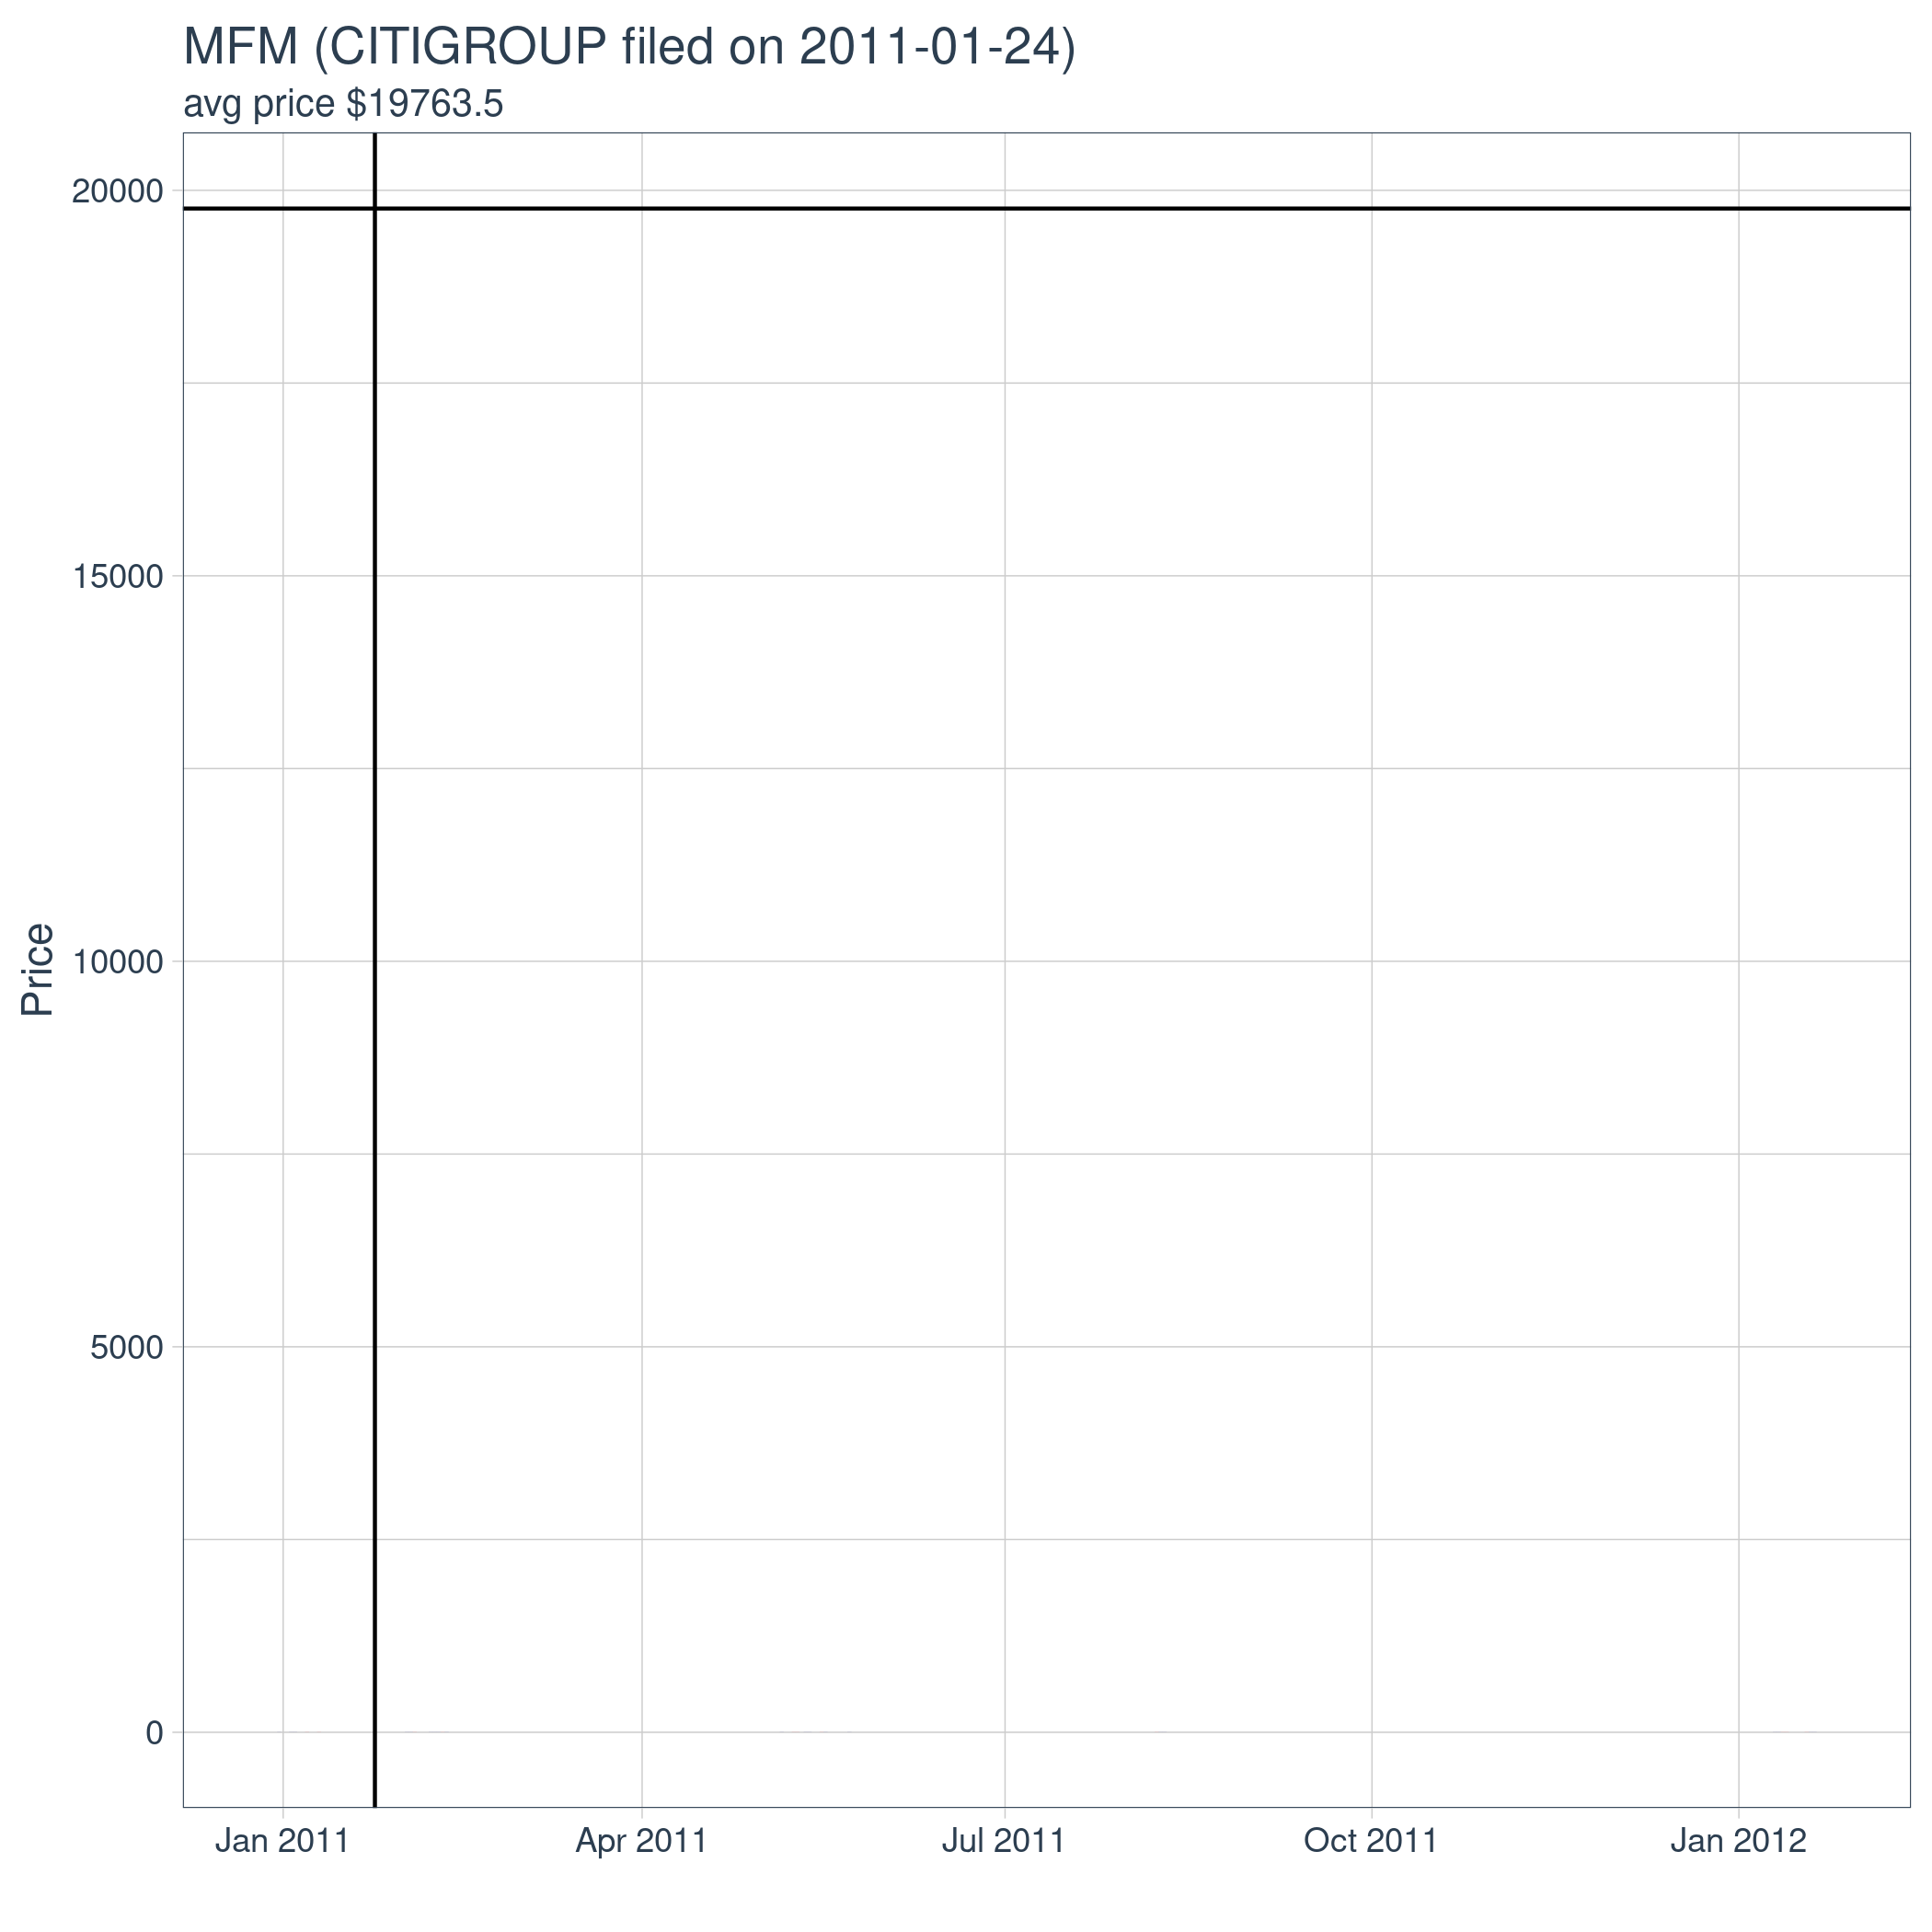 MFM (CITIGROUP filed on 2011-01-24)
avg price $19763.5
20000
15000
10000
5000
0
Price
Jan 2011 Apr 2011 Jul 2011 Oct 2011 Jan 2012